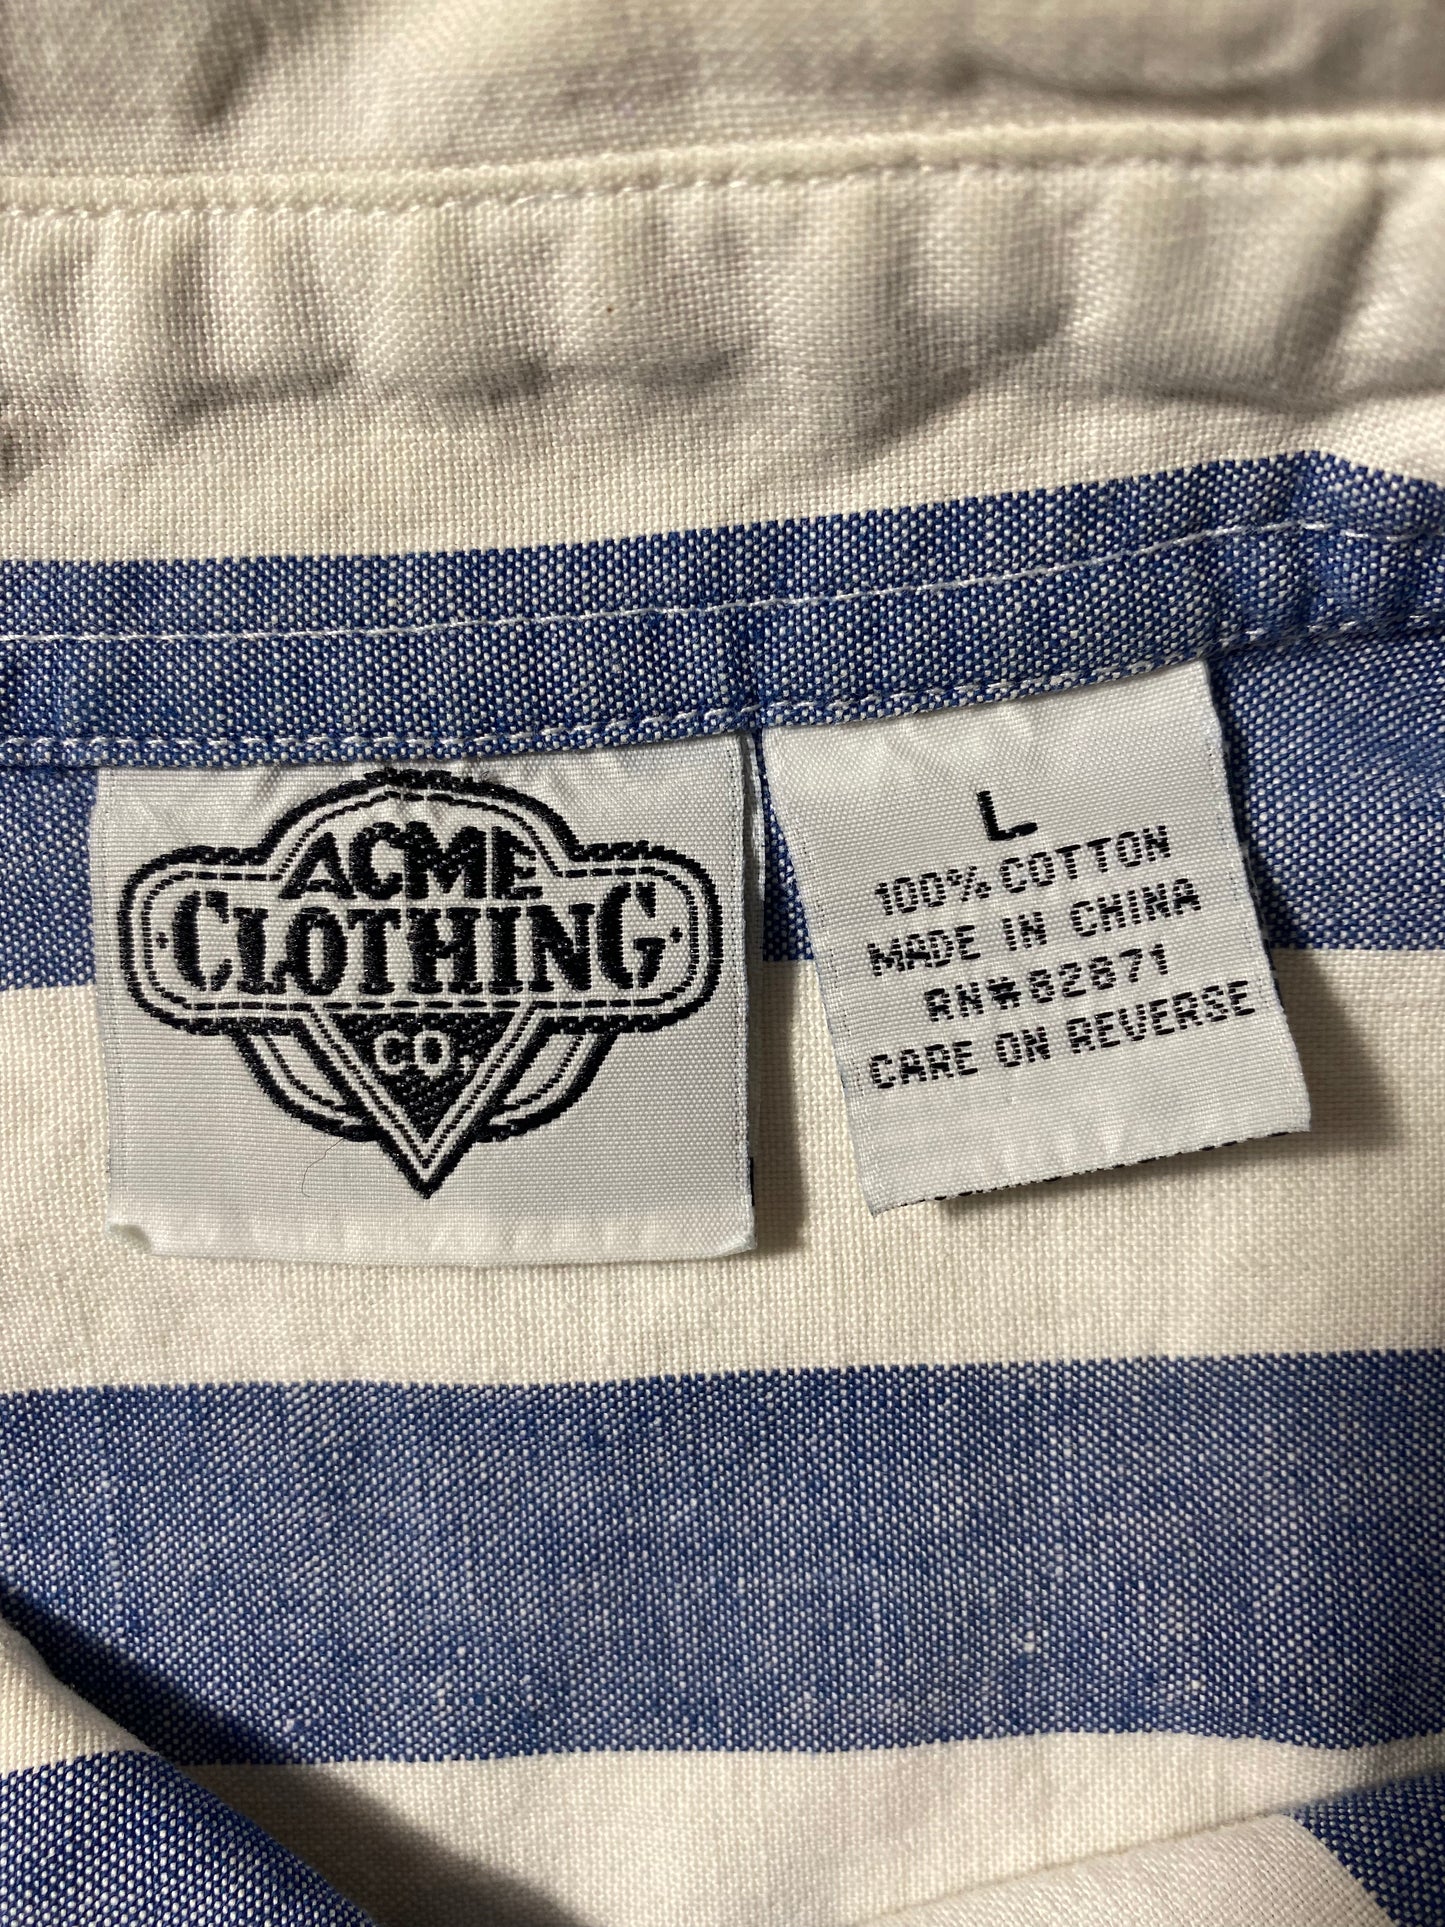 ACME
CLOTHING
CO.
L
100% COTTON
MADE IN CHINA
RN#82871
CARE ON REVERSE